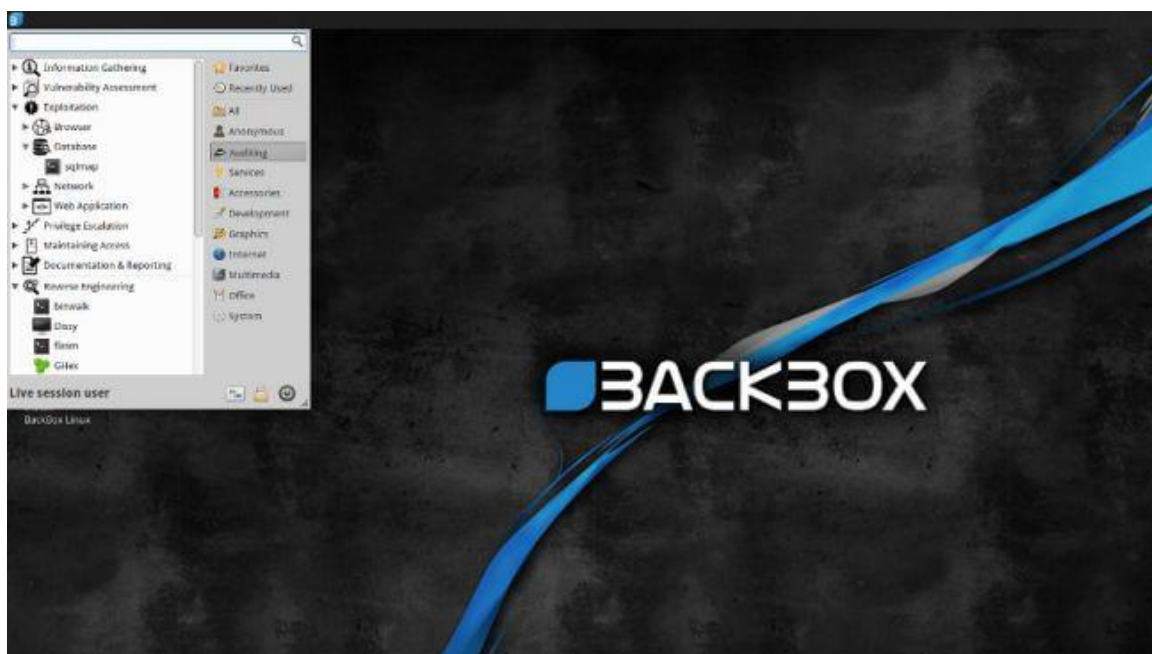 Information Gathering
Vulnerability Assessment
Exploitation
Browser
Database
sqlmap
Network
Web Application
Privilege Escalation
Maintaining Access
Documentation & Reporting
Reverse Engineering
binwalk
Dissy
flasm
GHex
Favorites
Recently Used
All
Anonymous
Auditing
Services
Accessories
Development
Graphics
Internet
Multimedia
Office
System
Live session user
BackBox Linux
BACKBOX